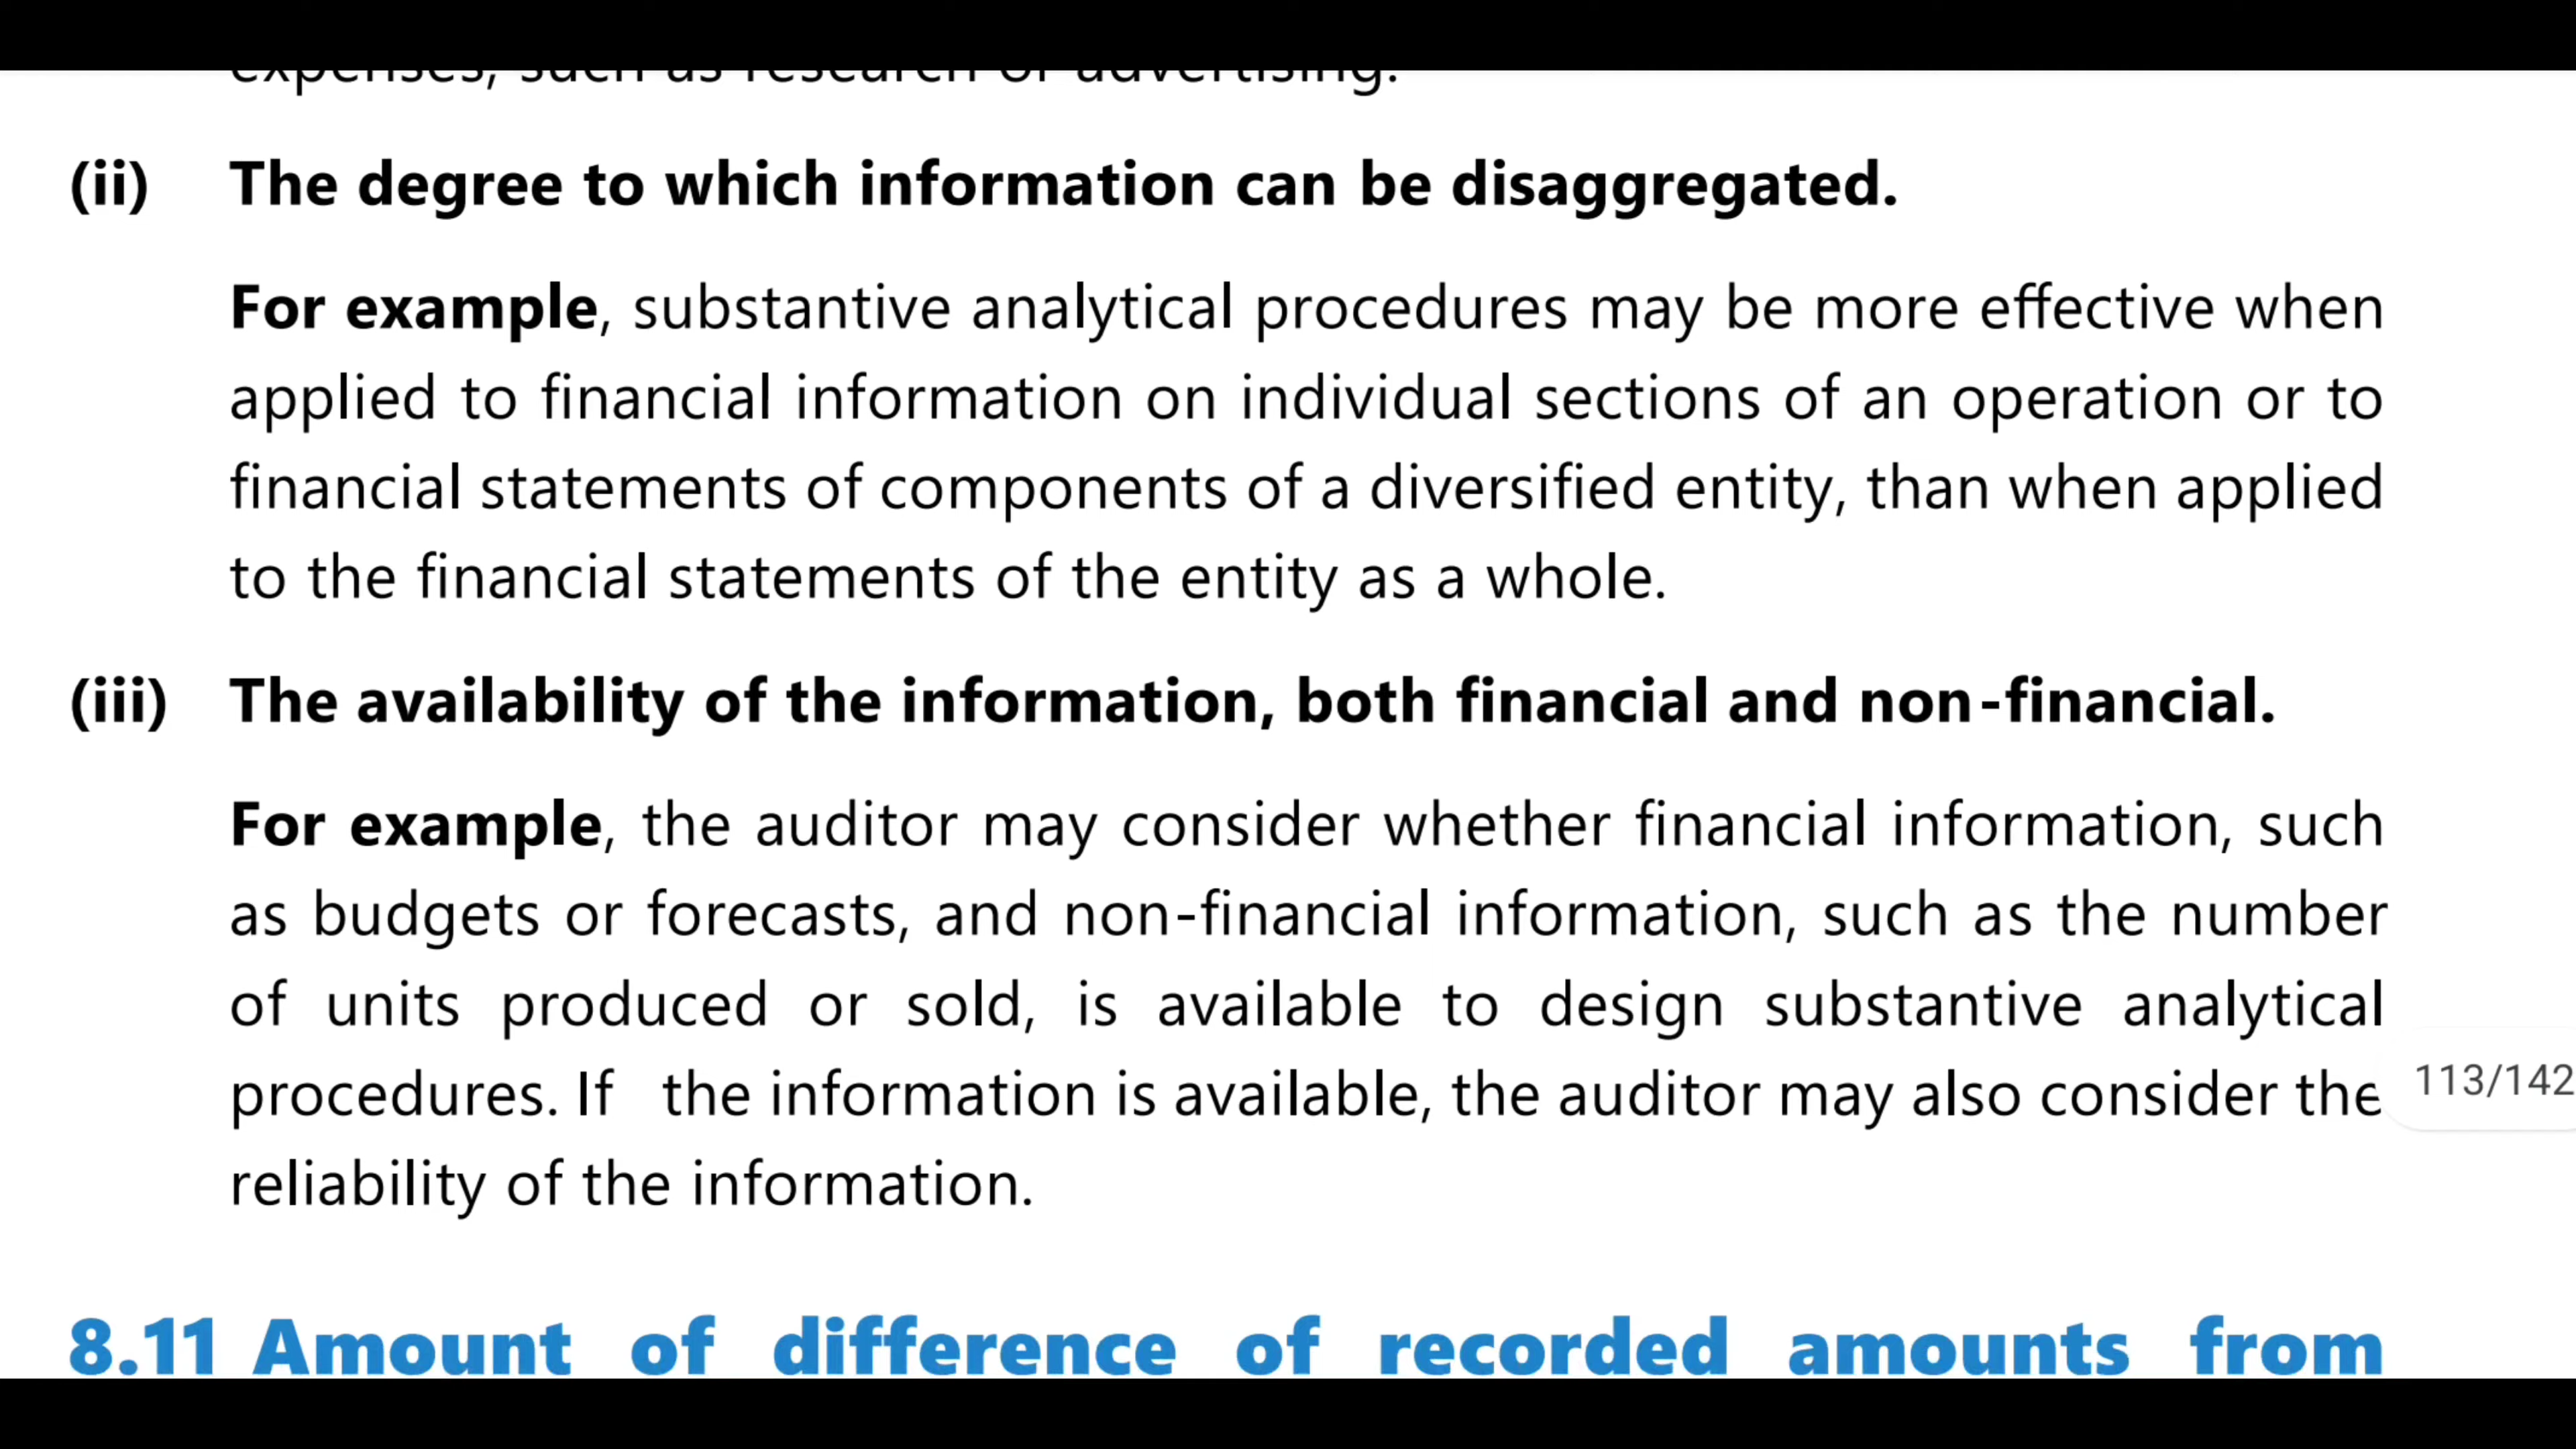 expenses, such as research or advertising.
(ii) The degree to which information can be disaggregated.
For example, substantive analytical procedures may be more effective when
applied to financial information on individual sections of an operation or to
financial statements of components of a diversified entity, than when applied
to the financial statements of the entity as a whole.
(iii) The availability of the information, both financial and non-financial.
For example, the auditor may consider whether financial information, such
as budgets or forecasts, and non-financial information, such as the number
of units produced or sold, is available to design substantive analytical
procedures. If the information is available, the auditor may also consider the
113/142
reliability of the information.
8.11 Amount of difference of recorded amounts from